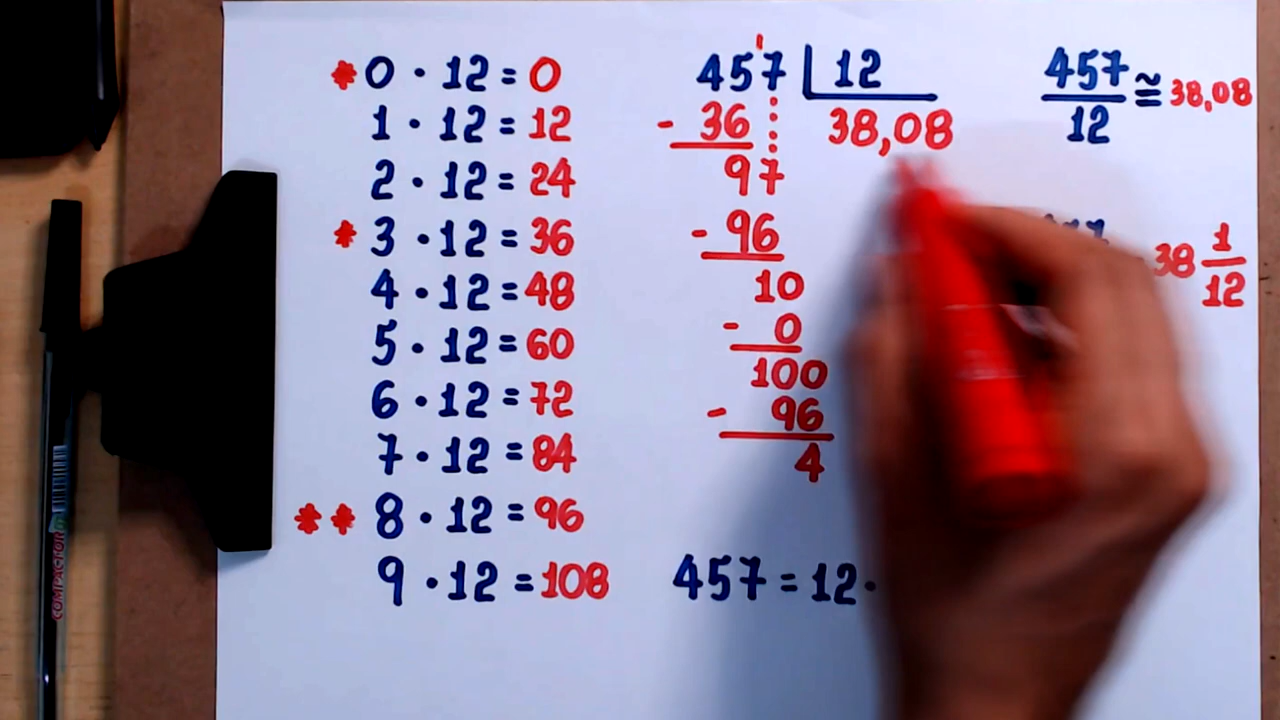 0 · 12 = 0
1 · 12 = 12
2 · 12 = 24
3 · 12 = 36
4 · 12 = 48
5 · 12 = 60
6 · 12 = 72
7 · 12 = 84
8 · 12 = 96
9 · 12 = 108
457 | 12
- 36 38,08
97
- 96
10
- 0
100
- 96
4
457 = 12 ·
457/12 ≅ 38,08
38 1/12
COMPACTOR